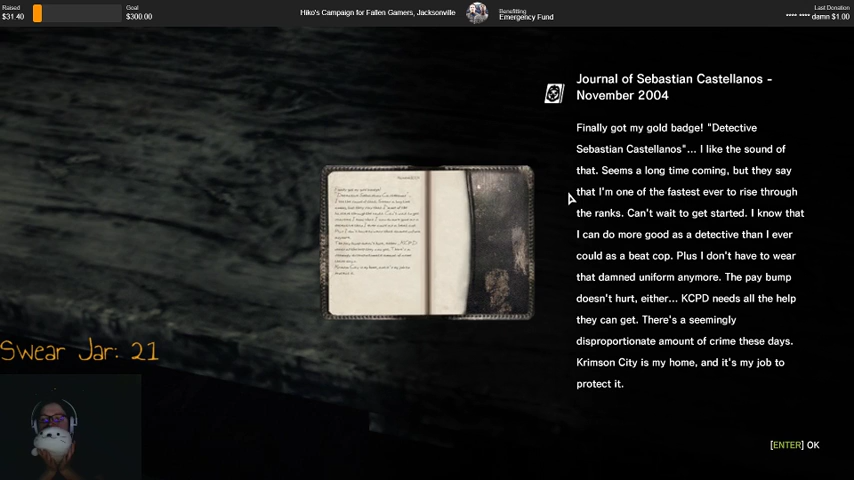 Raised
$31.40
Goal
$300.00
Hiko's Campaign for Fallen Gamers, Jacksonville
Benefitting
Emergency Fund
Last Donation
•••• •••• damn $1.00
Journal of Sebastian Castellanos -
November 2004
Finally got my gold badge! "Detective
Sebastian Castellanos"... I like the sound of
that. Seems a long time coming, but they say
that I'm one of the fastest ever to rise through
the ranks. Can't wait to get started. I know that
I can do more good as a detective than I ever
could as a beat cop. Plus I don't have to wear
that damned uniform anymore. The pay bump
doesn't hurt, either... KCPD needs all the help
they can get. There's a seemingly
disproportionate amount of crime these days.
Krimson City is my home, and it's my job to
protect it.
Swear Jar: 21
[ENTER] OK